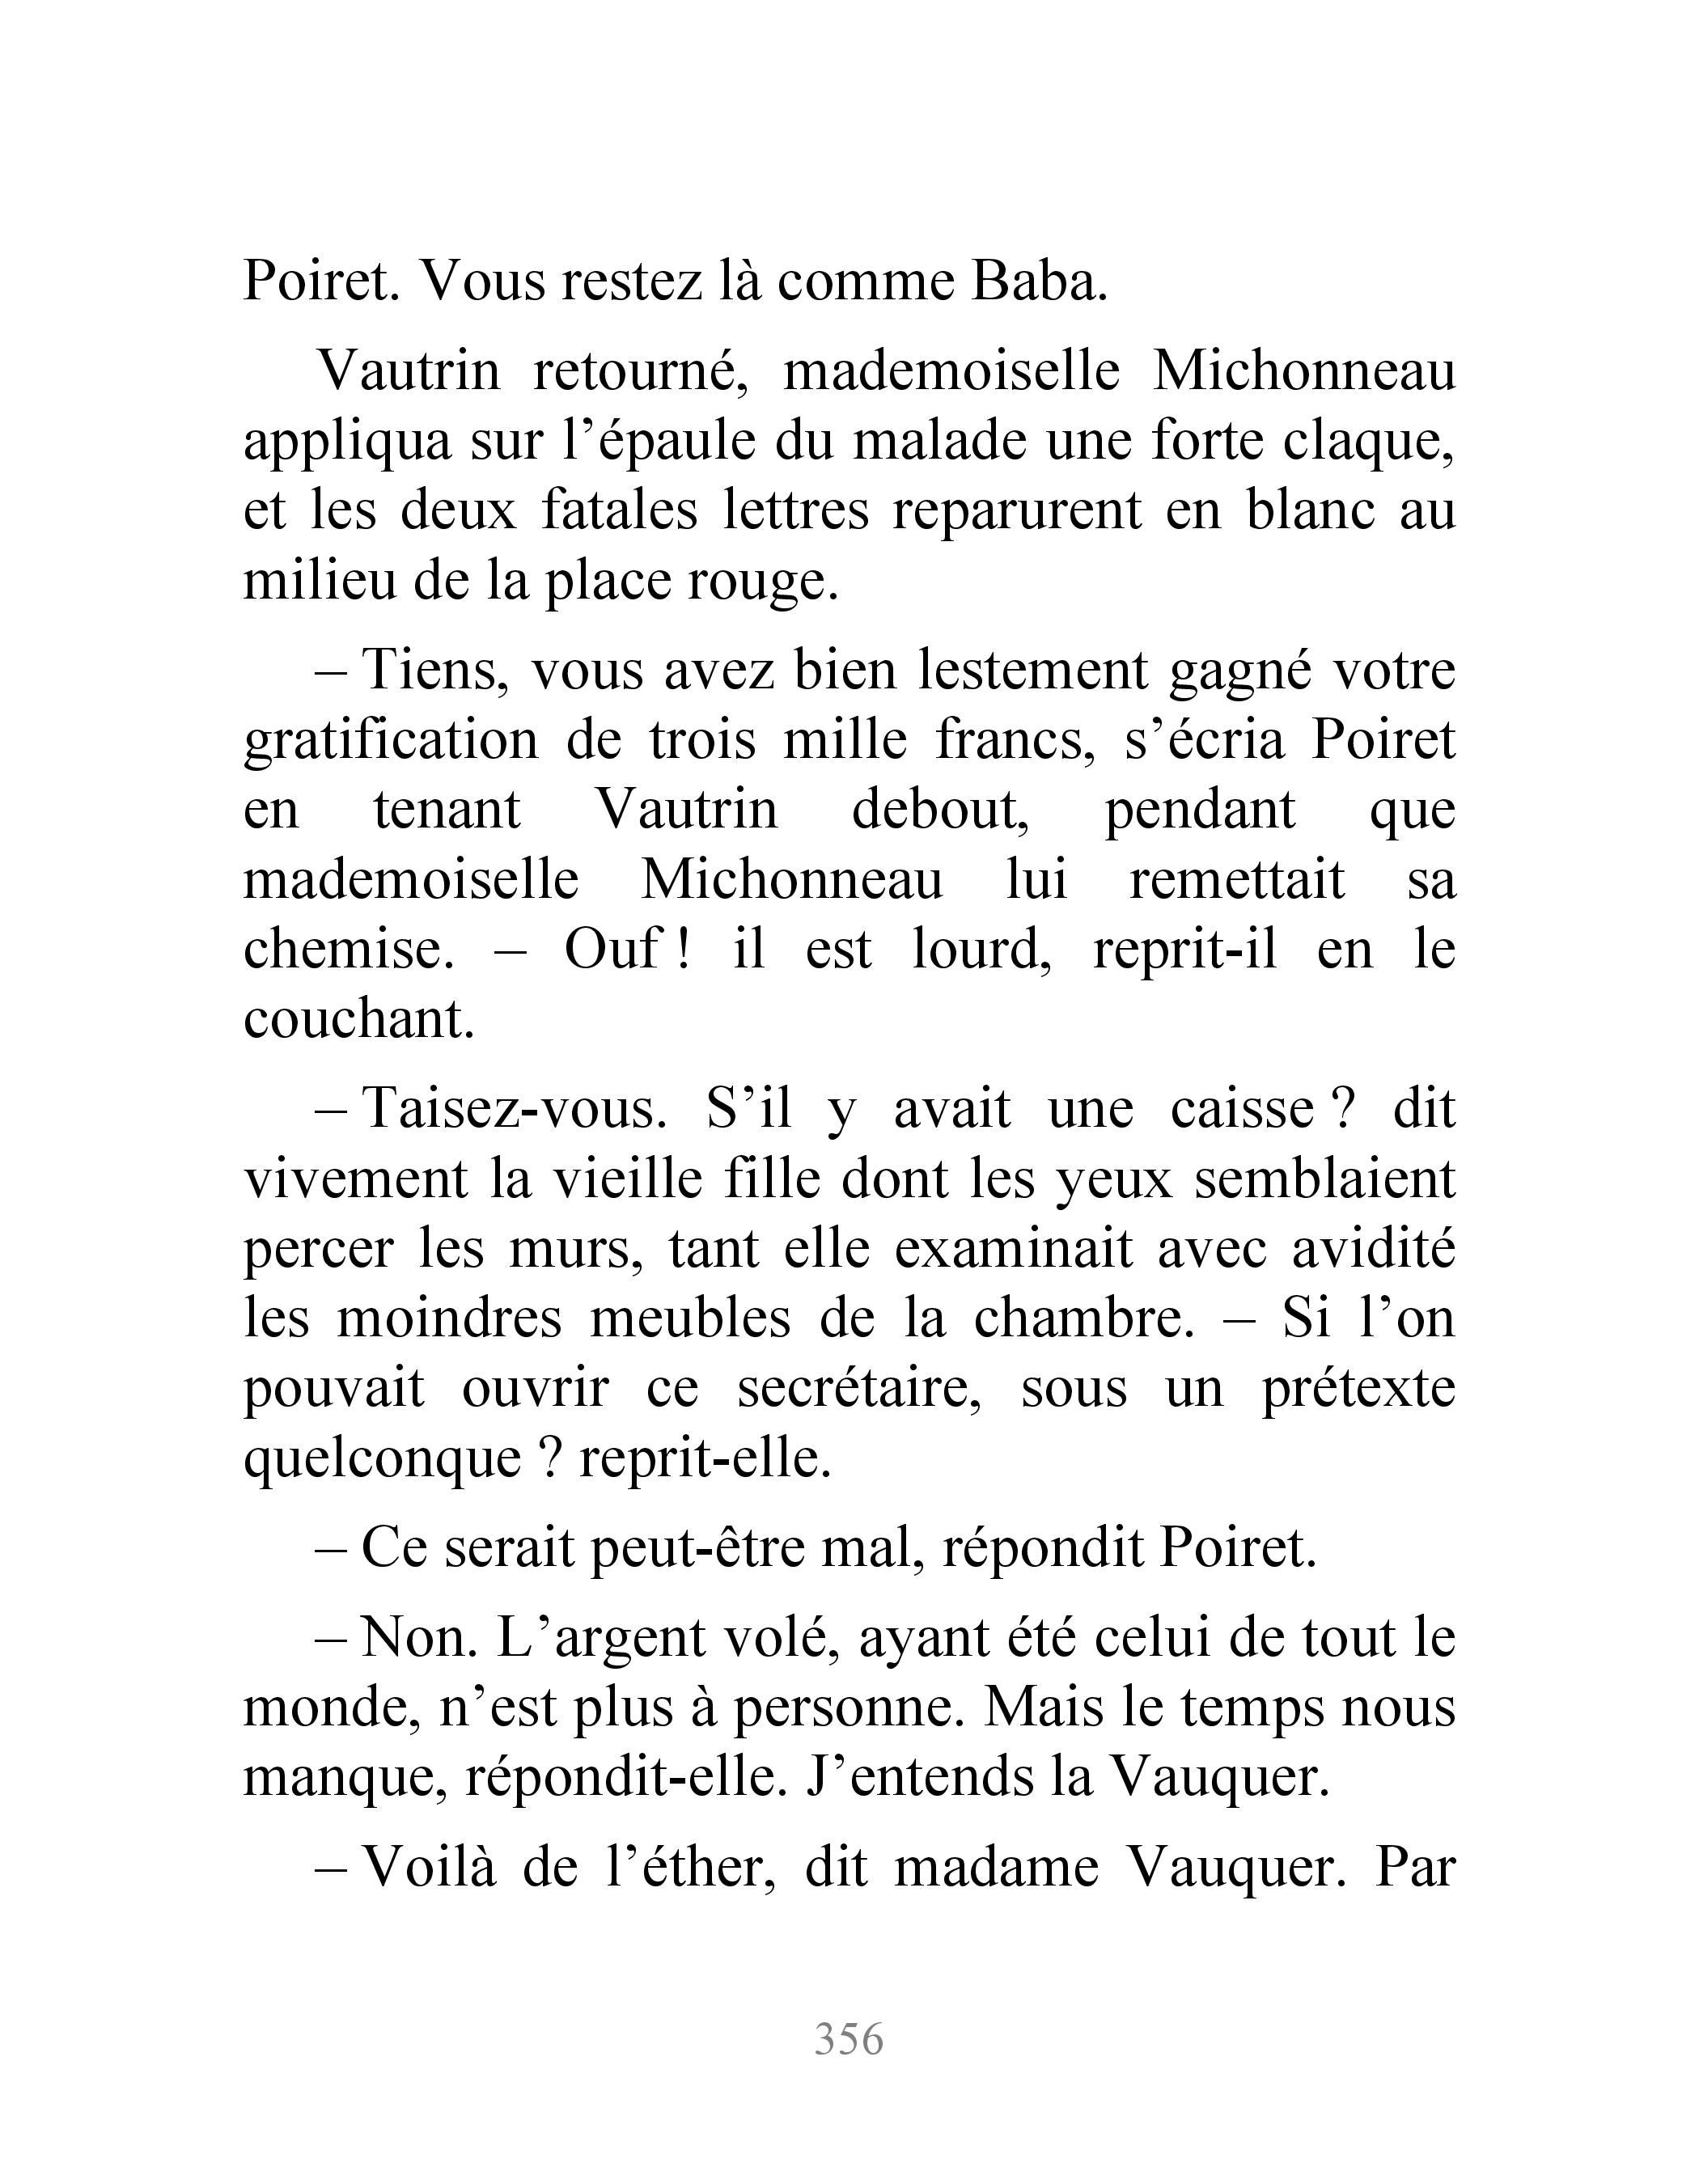 Poiret. Vous restez là comme Baba.
Vautrin retourné, mademoiselle Michonneau
appliqua sur l’épaule du malade une forte claque,
et les deux fatales lettres reparurent en blanc au
milieu de la place rouge.
– Tiens, vous avez bien lestement gagné votre
gratification de trois mille francs, s’écria Poiret
en tenant Vautrin debout, pendant que
mademoiselle Michonneau lui remettait sa
chemise. – Ouf ! il est lourd, reprit-il en le
couchant.
– Taisez-vous. S’il y avait une caisse ? dit
vivement la vieille fille dont les yeux semblaient
percer les murs, tant elle examinait avec avidité
les moindres meubles de la chambre. – Si l’on
pouvait ouvrir ce secrétaire, sous un prétexte
quelconque ? reprit-elle.
– Ce serait peut-être mal, répondit Poiret.
– Non. L’argent volé, ayant été celui de tout le
monde, n’est plus à personne. Mais le temps nous
manque, répondit-elle. J’entends la Vauquer.
– Voilà de l’éther, dit madame Vauquer. Par
356